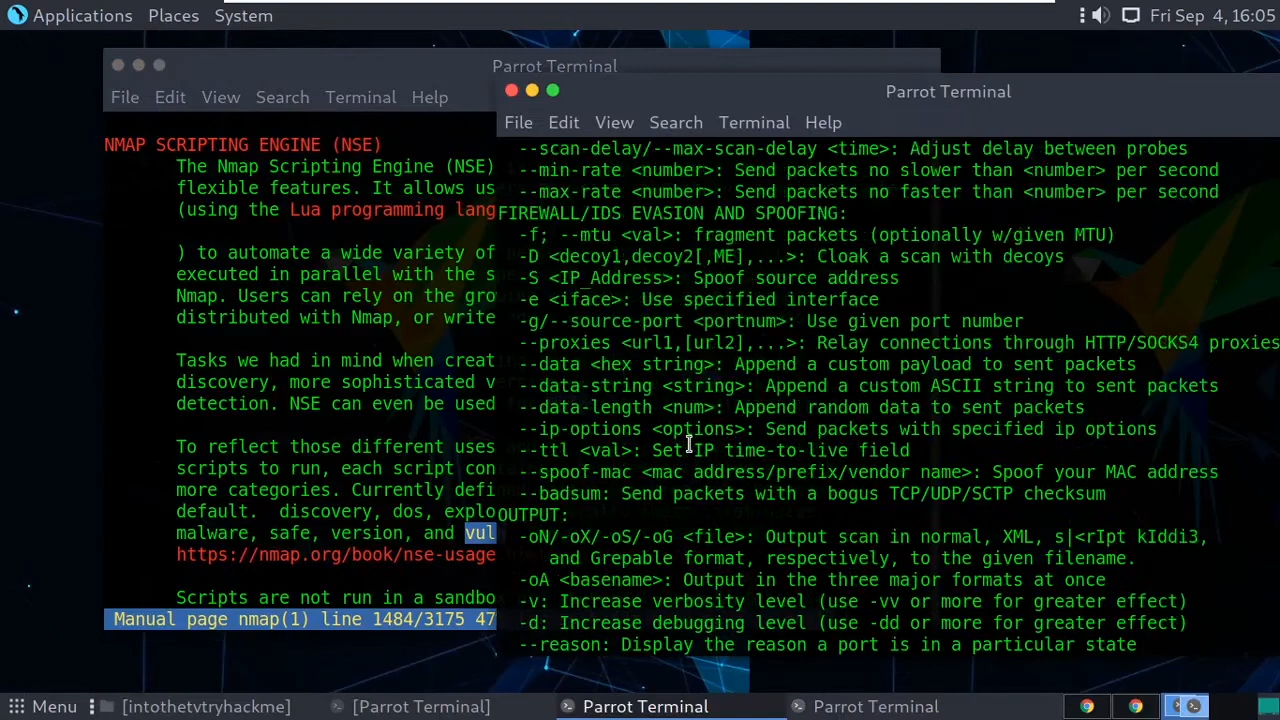 Applications Places System Fri Sep 4, 16:05
Parrot Terminal
File Edit View Search Terminal Help
NMAP SCRIPTING ENGINE (NSE)
The Nmap Scripting Engine (NSE)
flexible features. It allows us
(using the Lua programming lang
) to automate a wide variety of
executed in parallel with the s
Nmap. Users can rely on the gro
distributed with Nmap, or write
Tasks we had in mind when creat
discovery, more sophisticated v
detection. NSE can even be used
To reflect those different uses
scripts to run, each script con
more categories. Currently defi
default. discovery, dos, explo
malware, safe, version, and vul
https://nmap.org/book/nse-usage
Scripts are not run in a sandbo
Manual page nmap(1) line 1484/3175 47
Parrot Terminal
File Edit View Search Terminal Help
--scan-delay/--max-scan-delay <time>: Adjust delay between probes
--min-rate <number>: Send packets no slower than <number> per second
--max-rate <number>: Send packets no faster than <number> per second
FIREWALL/IDS EVASION AND SPOOFING:
-f; --mtu <val>: fragment packets (optionally w/given MTU)
-D <decoy1,decoy2[,ME],...>: Cloak a scan with decoys
-S <IP_Address>: Spoof source address
-e <iface>: Use specified interface
-g/--source-port <portnum>: Use given port number
--proxies <url1,[url2],...>: Relay connections through HTTP/SOCKS4 proxies
--data <hex string>: Append a custom payload to sent packets
--data-string <string>: Append a custom ASCII string to sent packets
--data-length <num>: Append random data to sent packets
--ip-options <options>: Send packets with specified ip options
--ttl <val>: Set IP time-to-live field
--spoof-mac <mac address/prefix/vendor name>: Spoof your MAC address
--badsum: Send packets with a bogus TCP/UDP/SCTP checksum
OUTPUT:
-oN/-oX/-oS/-oG <file>: Output scan in normal, XML, s|<rIpt kIddi3,
and Grepable format, respectively, to the given filename.
-oA <basename>: Output in the three major formats at once
-v: Increase verbosity level (use -vv or more for greater effect)
-d: Increase debugging level (use -dd or more for greater effect)
--reason: Display the reason a port is in a particular state
Menu [intothetvtryhackme] [Parrot Terminal] Parrot Terminal Parrot Terminal